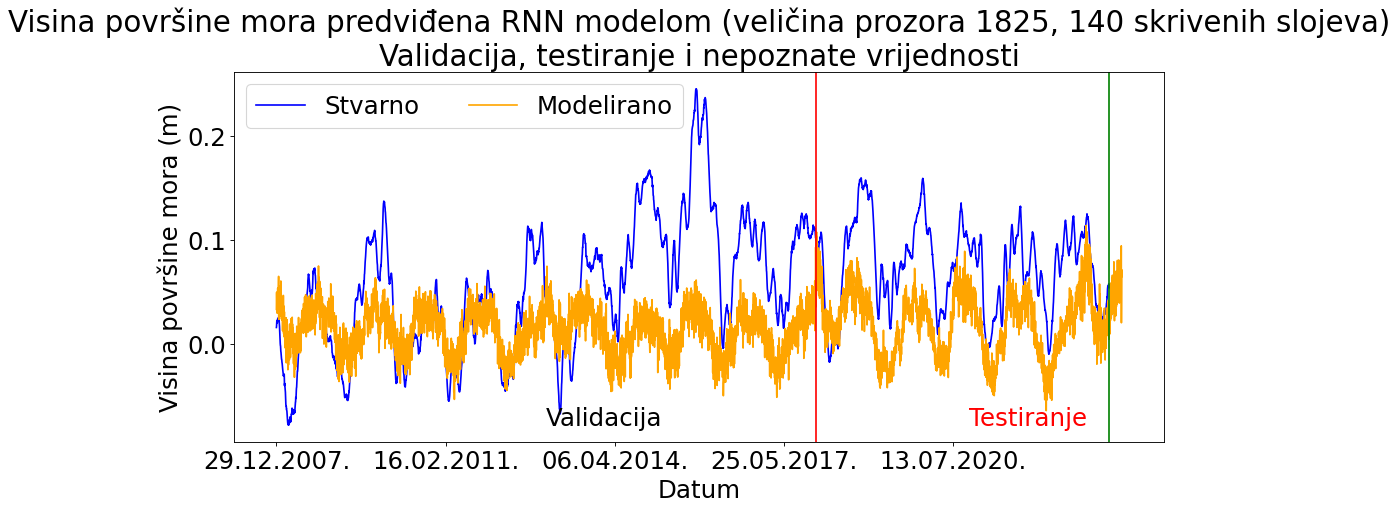 Visina površine mora predviđena RNN modelom (veličina prozora 1825, 140 skrivenih slojeva)
Validacija, testiranje i nepoznate vrijednosti
Stvarno
Modelirano
Visina površine mora (m)
0.2
0.1
0.0
Validacija
Testiranje
29.12.2007.
16.02.2011.
06.04.2014.
25.05.2017.
13.07.2020.
Datum